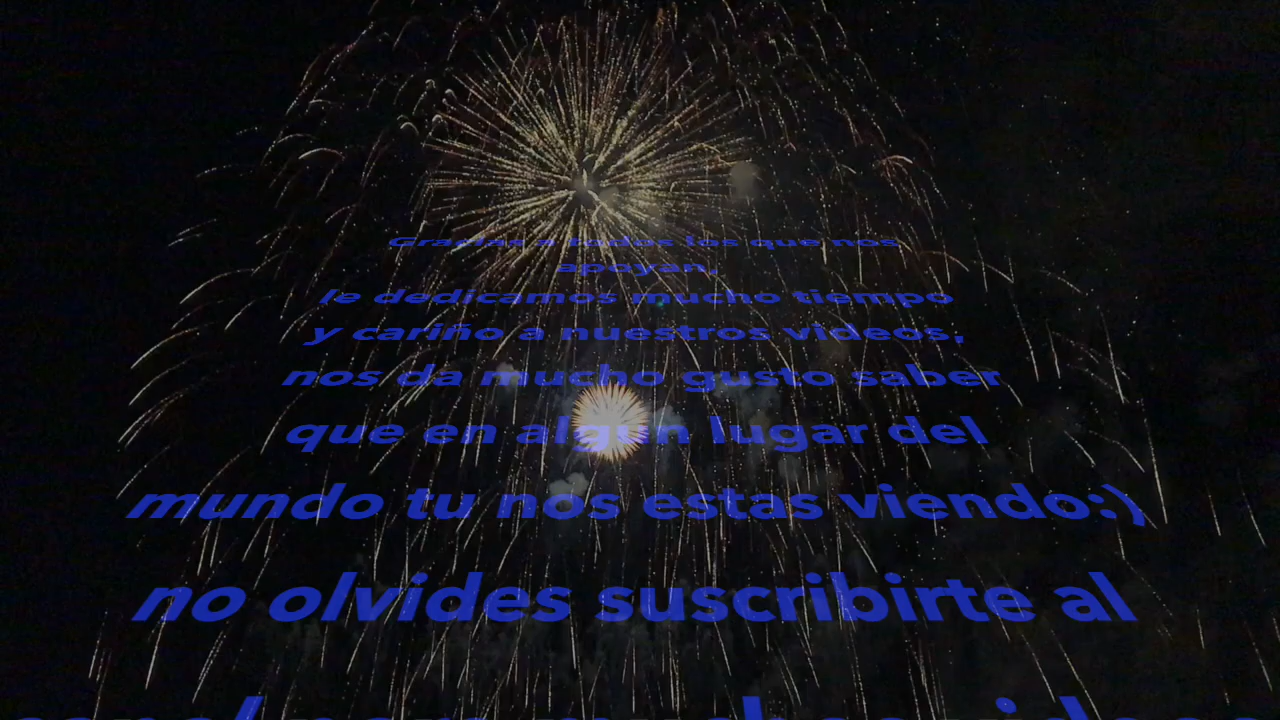 Gracias a todos los que nos
apoyan,
le dedicamos mucho tiempo
y cariño a nuestros videos,
nos da mucho gusto saber
que en algun lugar del
mundo tu nos estas viendo:)
no olvides suscribirte al